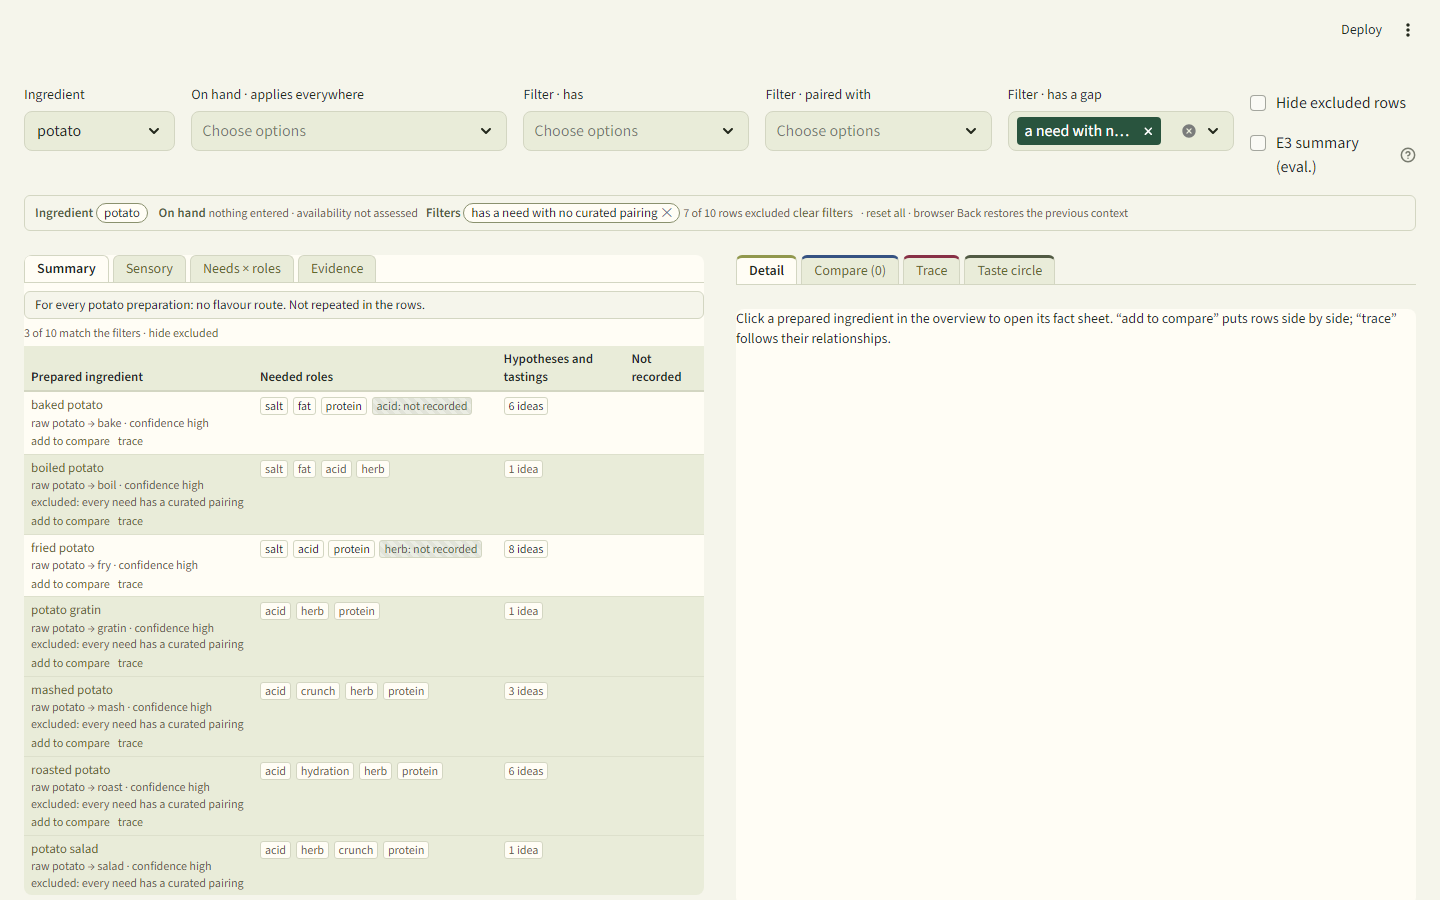 Deploy
Ingredient
On hand · applies everywhere
Filter · has
Filter · paired with
Filter · has a gap
potato
Choose options
Choose options
Choose options
a need with n…
Hide excluded rows
E3 summary
(eval.)
Ingredient potato On hand nothing entered · availability not assessed Filters has a need with no curated pairing 7 of 10 rows excluded clear filters · reset all · browser Back restores the previous context
Summary
Sensory
Needs × roles
Evidence
For every potato preparation: no flavour route. Not repeated in the rows.
3 of 10 match the filters · hide excluded
Prepared ingredient
Needed roles
Hypotheses and
tastings
Not
recorded
baked potato
raw potato → bake · confidence high
add to compare trace
salt fat protein acid: not recorded
6 ideas
boiled potato
raw potato → boil · confidence high
excluded: every need has a curated pairing
add to compare trace
salt fat acid herb
1 idea
fried potato
raw potato → fry · confidence high
add to compare trace
salt acid protein herb: not recorded
8 ideas
potato gratin
raw potato → gratin · confidence high
excluded: every need has a curated pairing
add to compare trace
acid herb protein
1 idea
mashed potato
raw potato → mash · confidence high
excluded: every need has a curated pairing
add to compare trace
acid crunch herb protein
3 ideas
roasted potato
raw potato → roast · confidence high
excluded: every need has a curated pairing
add to compare trace
acid hydration herb protein
6 ideas
potato salad
raw potato → salad · confidence high
excluded: every need has a curated pairing
acid herb crunch protein
1 idea
Detail
Compare (0)
Trace
Taste circle
Click a prepared ingredient in the overview to open its fact sheet. “add to compare” puts rows side by side; “trace”
follows their relationships.